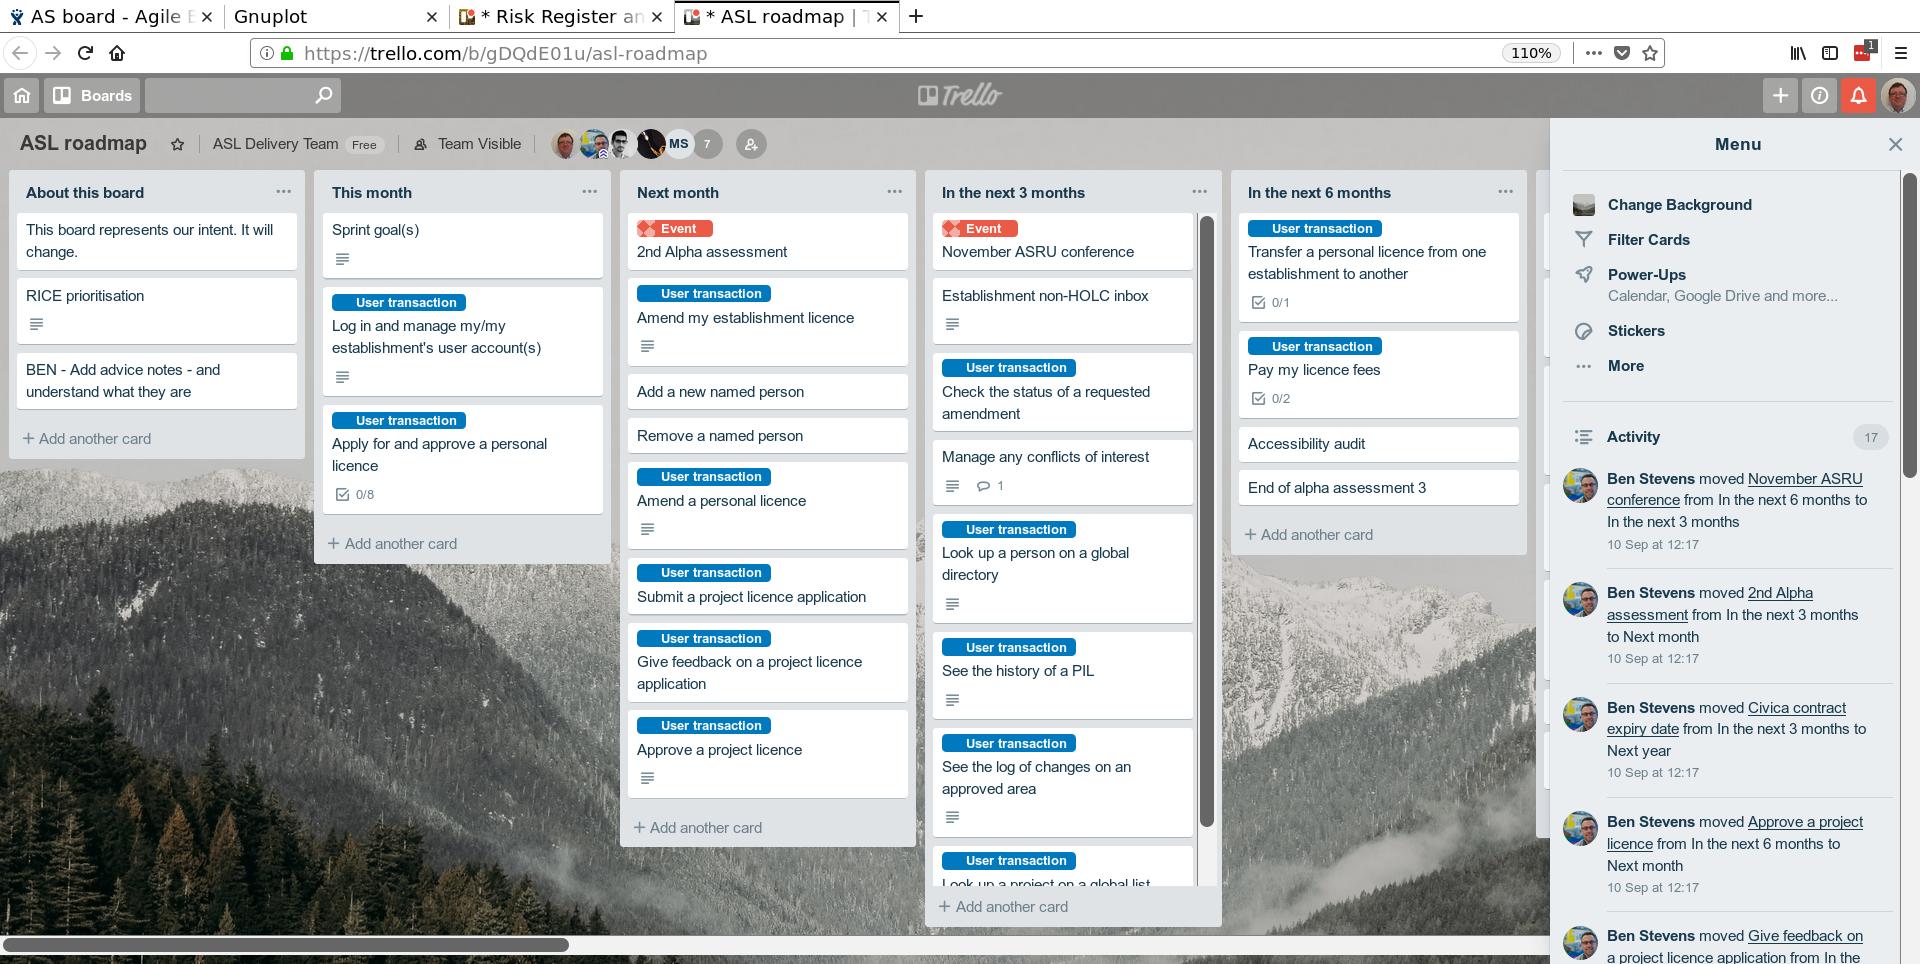 AS board - Agile
Gnuplot
* Risk Register an
* ASL roadmap |
https://trello.com/b/gDQdE01u/asl-roadmap
110%
1
Boards
Trello
ASL roadmap
ASL Delivery Team Free
Team Visible
MS
7
About this board
This board represents our intent. It will
change.
RICE prioritisation
BEN - Add advice notes - and
understand what they are
+ Add another card
This month
Sprint goal(s)
User transaction
Log in and manage my/my
establishment's user account(s)
User transaction
Apply for and approve a personal
licence
0/8
+ Add another card
Next month
Event
2nd Alpha assessment
User transaction
Amend my establishment licence
Add a new named person
Remove a named person
User transaction
Amend a personal licence
User transaction
Submit a project licence application
User transaction
Give feedback on a project licence
application
User transaction
Approve a project licence
+ Add another card
In the next 3 months
Event
November ASRU conference
Establishment non-HOLC inbox
User transaction
Check the status of a requested
amendment
Manage any conflicts of interest
1
User transaction
Look up a person on a global
directory
User transaction
See the history of a PIL
User transaction
See the log of changes on an
approved area
User transaction
Look up a project on a global list
+ Add another card
In the next 6 months
User transaction
Transfer a personal licence from one
establishment to another
0/1
User transaction
Pay my licence fees
0/2
Accessibility audit
End of alpha assessment 3
+ Add another card
Menu
Change Background
Filter Cards
Power-Ups
Calendar, Google Drive and more...
Stickers
More
Activity
17
Ben Stevens moved November ASRU
conference from In the next 6 months to
In the next 3 months
10 Sep at 12:17
Ben Stevens moved 2nd Alpha
assessment from In the next 3 months
to Next month
10 Sep at 12:17
Ben Stevens moved Civica contract
expiry date from In the next 3 months to
Next year
10 Sep at 12:17
Ben Stevens moved Approve a project
licence from In the next 6 months to
Next month
10 Sep at 12:17
Ben Stevens moved Give feedback on
a project licence application from In the